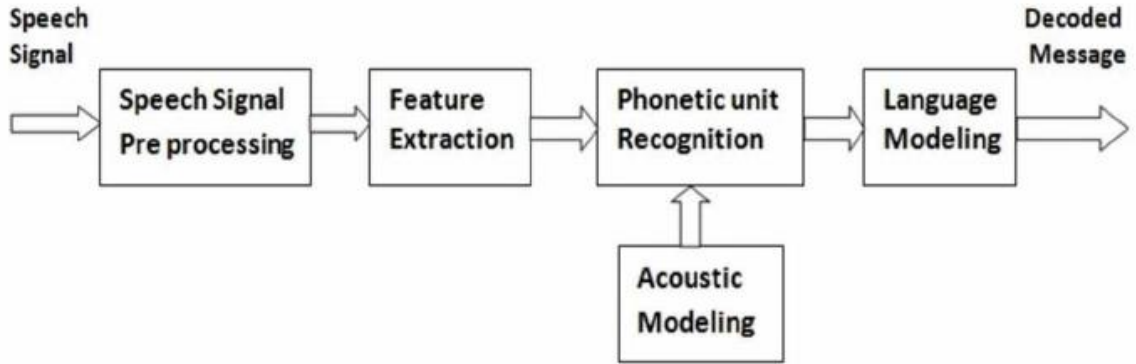 Speech
Signal
Decoded
Message
Speech Signal
Pre processing
Feature
Extraction
Phonetic unit
Recognition
Language
Modeling
Acoustic
Modeling